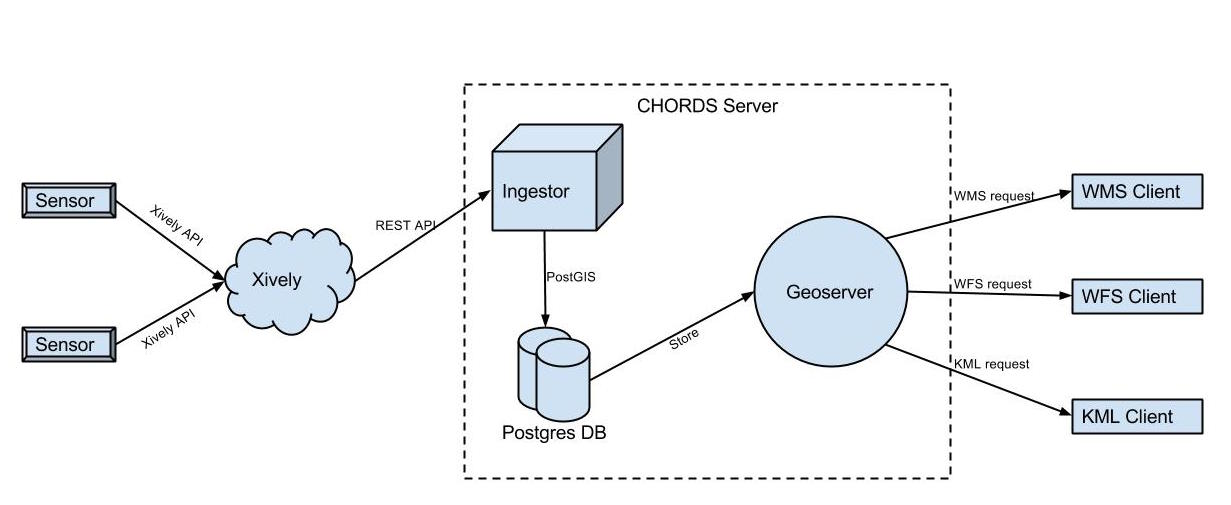 CHORDS Server
Sensor
Xively API
Xively
Xively API
Sensor
REST API
Ingestor
PostGIS
Postgres DB
Store
Geoserver
WMS request
WMS Client
WFS request
WFS Client
KML request
KML Client